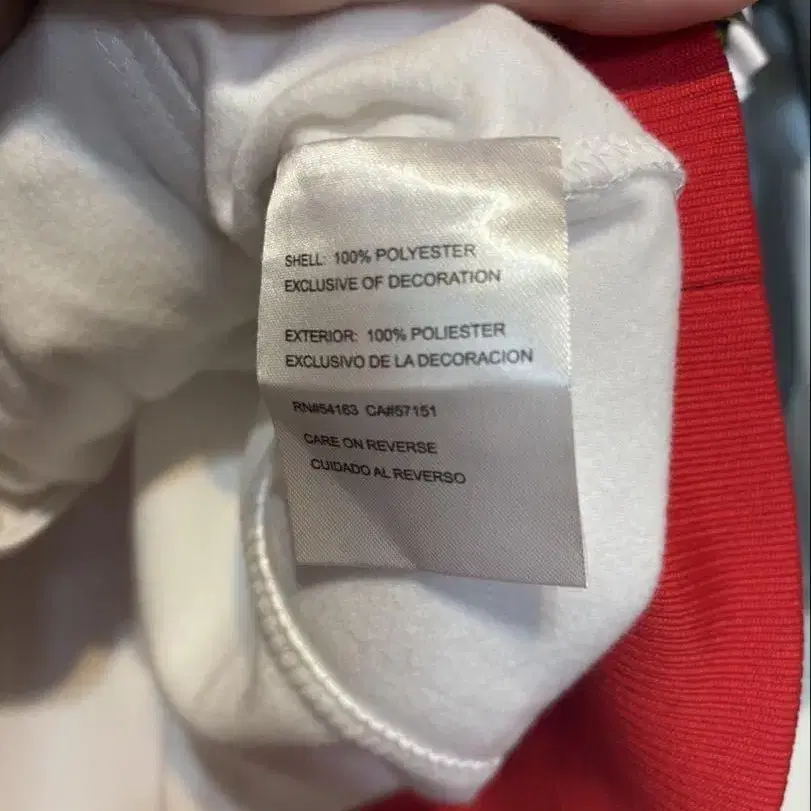 SHELL: 100% POLYESTER
EXCLUSIVE OF DECORATION
EXTERIOR: 100% POLIESTER
EXCLUSIVO DE LA DECORACION
RN#54163 CA#57151
CARE ON REVERSE
CUIDADO AL REVERSO